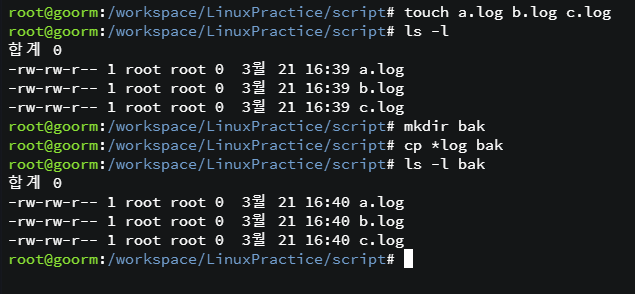 root@goorm:/workspace/LinuxPractice/script# touch a.log b.log c.log
root@goorm:/workspace/LinuxPractice/script# ls -l
합계 0
-rw-rw-r-- 1 root root 0  3월 21 16:39 a.log
-rw-rw-r-- 1 root root 0  3월 21 16:39 b.log
-rw-rw-r-- 1 root root 0  3월 21 16:39 c.log
root@goorm:/workspace/LinuxPractice/script# mkdir bak
root@goorm:/workspace/LinuxPractice/script# cp *log bak
root@goorm:/workspace/LinuxPractice/script# ls -l bak
합계 0
-rw-rw-r-- 1 root root 0  3월 21 16:40 a.log
-rw-rw-r-- 1 root root 0  3월 21 16:40 b.log
-rw-rw-r-- 1 root root 0  3월 21 16:40 c.log
root@goorm:/workspace/LinuxPractice/script#